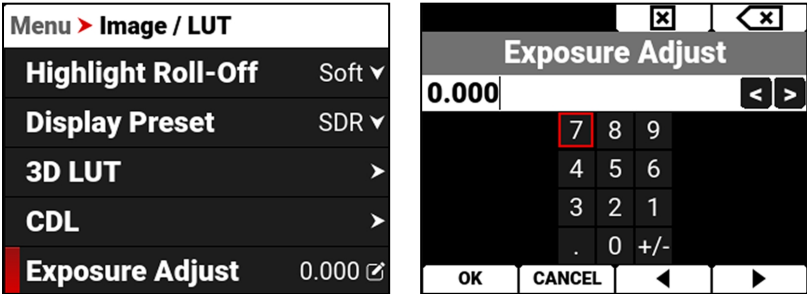 Menu > Image / LUT
Highlight Roll-Off Soft
Display Preset SDR
3D LUT >
CDL >
Exposure Adjust 0.000
Exposure Adjust
0.000 < >
7 8 9
4 5 6
3 2 1
. 0 +/-
OK CANCEL ◀ ▶